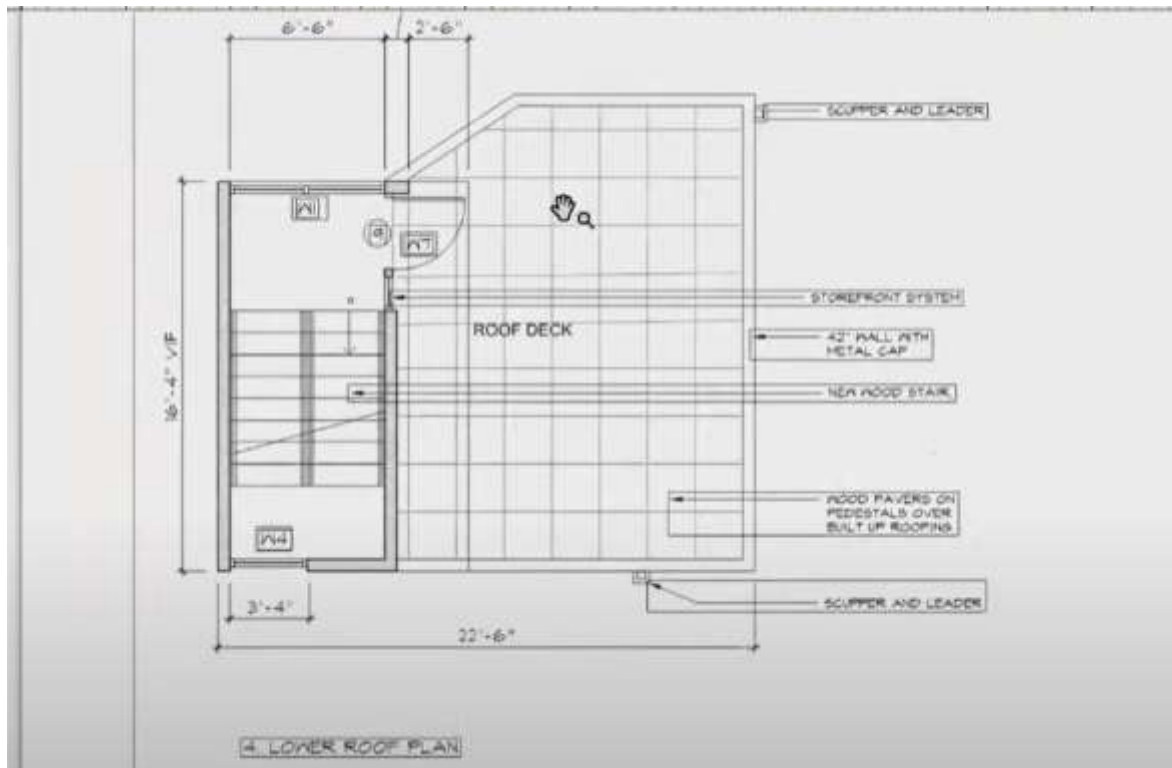 6'-6"
2'-6"
SCUPPER AND LEADER
W1
W7
STOREFRONT SYSTEM
ROOF DECK
42" WALL WITH
METAL CAP
16'-4" VIF
NEW WOOD STAIR
WOOD PAVERS ON
PEDESTALS OVER
BUILT UP ROOFING
W4
3'-4"
SCUPPER AND LEADER
22'-6"
4 LOWER ROOF PLAN